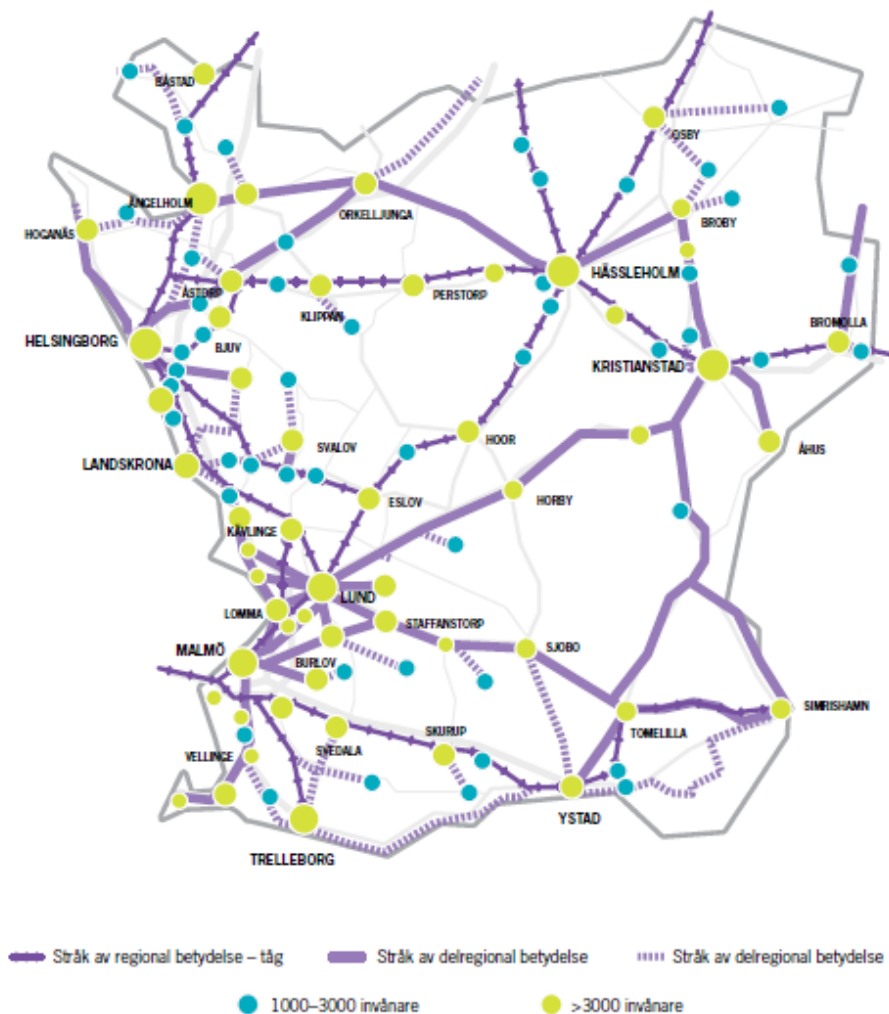 BÅSTAD
OSBY
ÄNGELHOLM
ORKELLJUNGA
HOGANÄS
BROBY
HÄSSLEHOLM
ÅSTORP
PERSTORP
KLIPPAN
BROMOLLA
HELSINGBORG
BJUV
KRISTIANSTAD
HOOR
SVALOV
ÅHUS
LANDSKRONA
ESLOV
HORBY
KÄVLINGE
LUND
LOMMA
STAFFANSTORP
MALMÖ
BURLOV
SJOBO
SIMRISHAMN
SKURUP
TOMELILLA
SVEDALA
VELLINGE
YSTAD
TRELLEBORG
Stråk av regional betydelse – tåg
Stråk av delregional betydelse
Stråk av delregional betydelse
1000–3000 invånare
>3000 invånare